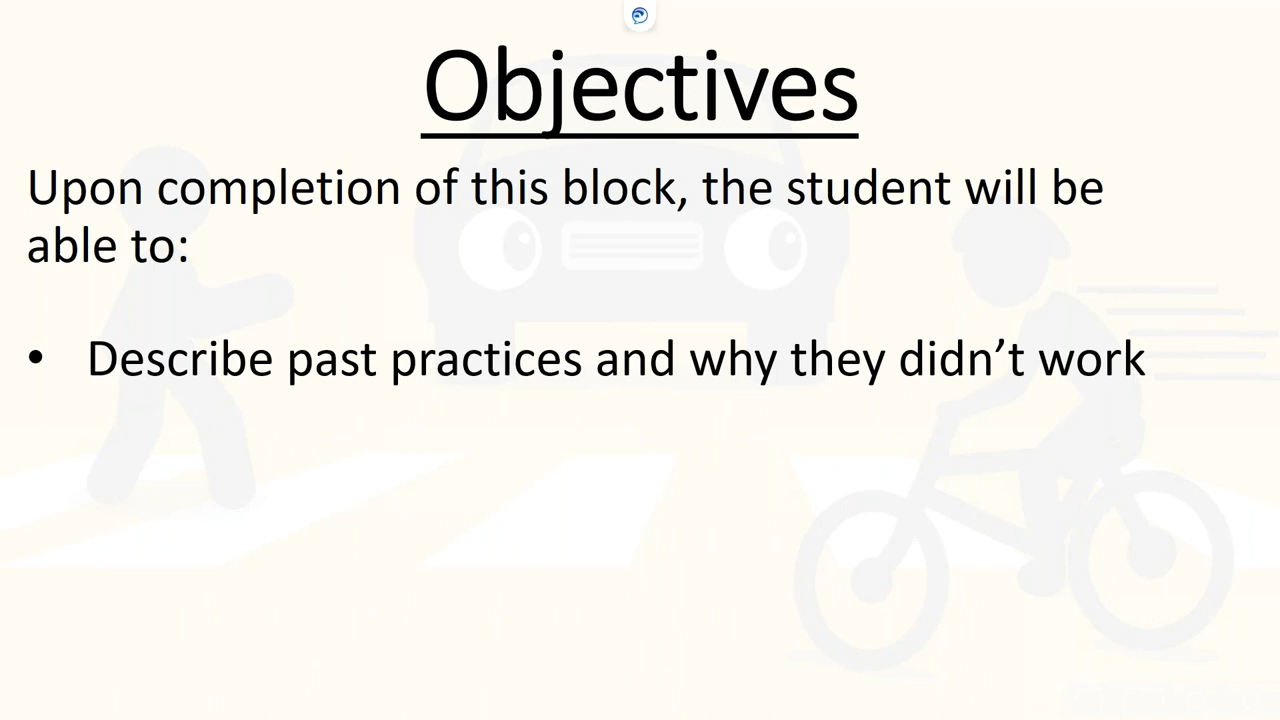 Objectives
Upon completion of this block, the student will be
able to:
• Describe past practices and why they didn’t work